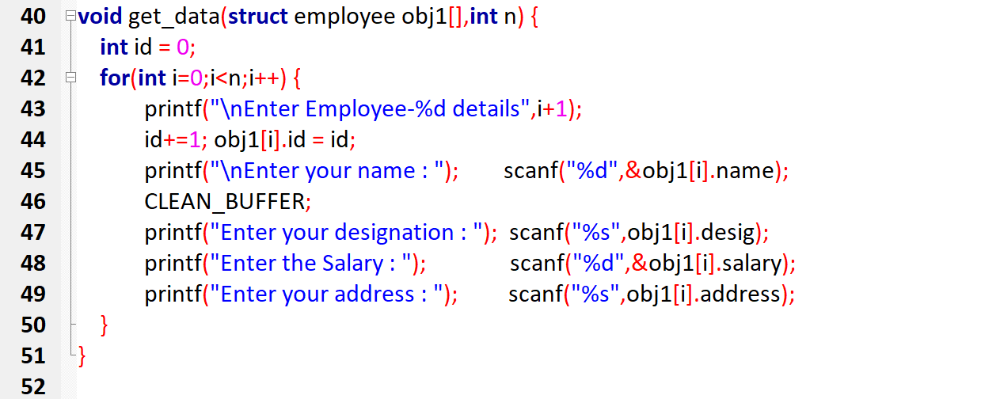 40 void get_data(struct employee obj1[],int n) {
41 int id = 0;
42 for(int i=0;i<n;i++) {
43 printf("\nEnter Employee-%d details",i+1);
44 id+=1; obj1[i].id = id;
45 printf("\nEnter your name : "); scanf("%d",&obj1[i].name);
46 CLEAN_BUFFER;
47 printf("Enter your designation : "); scanf("%s",obj1[i].desig);
48 printf("Enter the Salary : "); scanf("%d",&obj1[i].salary);
49 printf("Enter your address : "); scanf("%s",obj1[i].address);
50 }
51 }
52